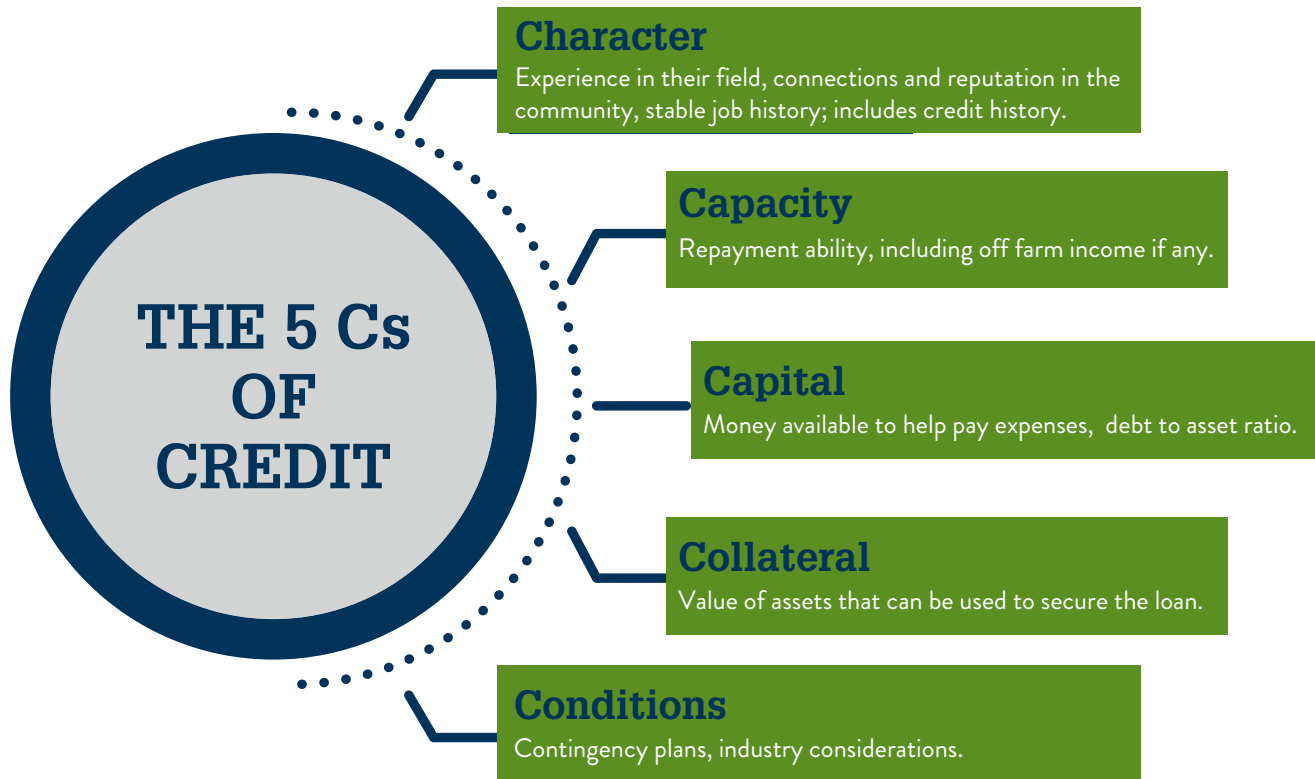 THE 5 Cs
OF
CREDIT
Character
Experience in their field, connections and reputation in the
community, stable job history; includes credit history.
Capacity
Repayment ability, including off farm income if any.
Capital
Money available to help pay expenses,  debt to asset ratio.
Collateral
Value of assets that can be used to secure the loan.
Conditions
Contingency plans, industry considerations.